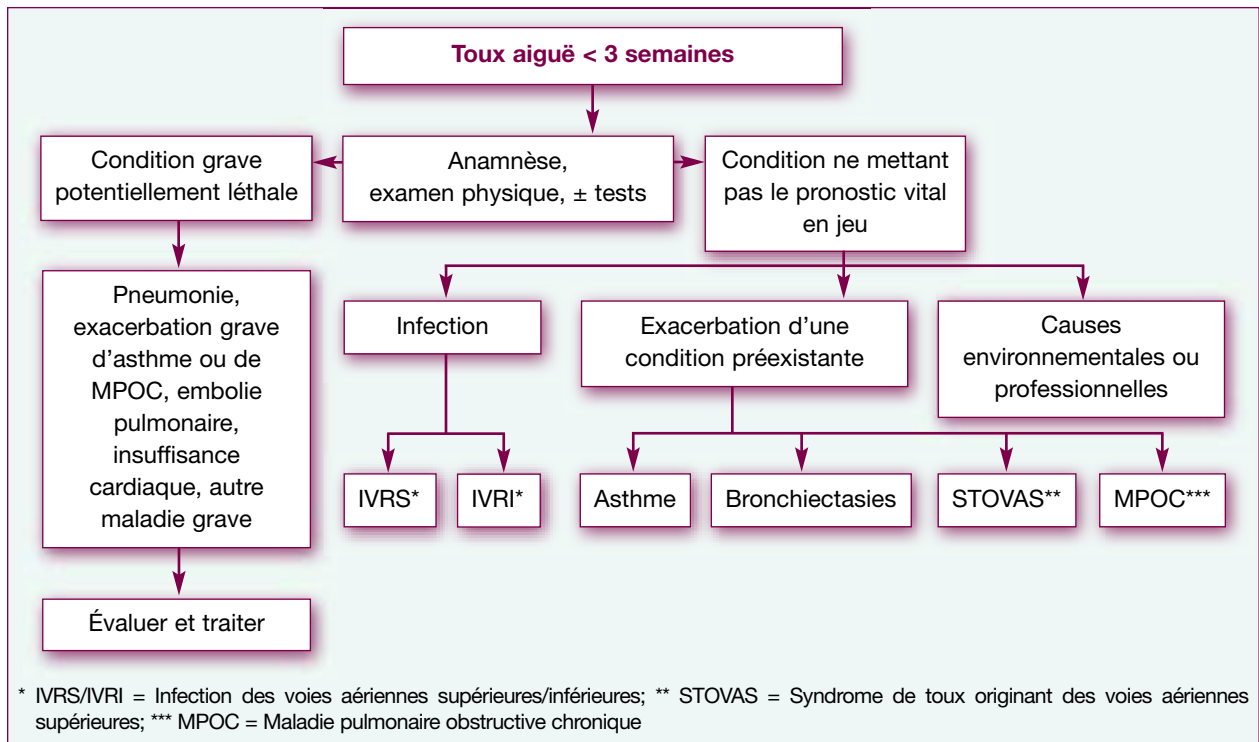 Toux aiguë < 3 semaines
Condition grave
potentiellement léthale
Anamnèse,
examen physique, ± tests
Condition ne mettant
pas le pronostic vital
en jeu
Pneumonie,
exacerbation grave
d'asthme ou de
MPOC, embolie
pulmonaire,
insuffisance
cardiaque, autre
maladie grave
Infection
Exacerbation d'une
condition préexistante
Causes
environnementales ou
professionnelles
IVRS*
IVRI*
Asthme
Bronchiectasies
STOVAS**
MPOC***
Évaluer et traiter
* IVRS/IVRI = Infection des voies aériennes supérieures/inférieures; ** STOVAS = Syndrome de toux originant des voies aériennes
supérieures; *** MPOC = Maladie pulmonaire obstructive chronique